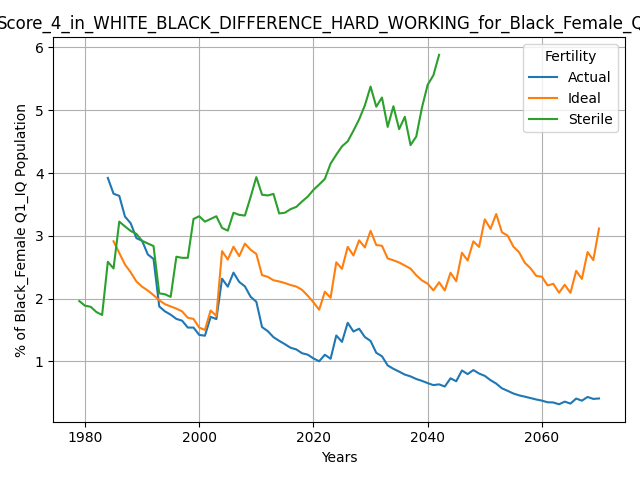 Score_4_in_WHITE_BLACK_DIFFERENCE_HARD_WORKING_for_Black_Female_Q
Fertility
Actual
Ideal
Sterile
% of Black_Female Q1_IQ Population
6
5
4
3
2
1
1980 2000 2020 2040 2060
Years